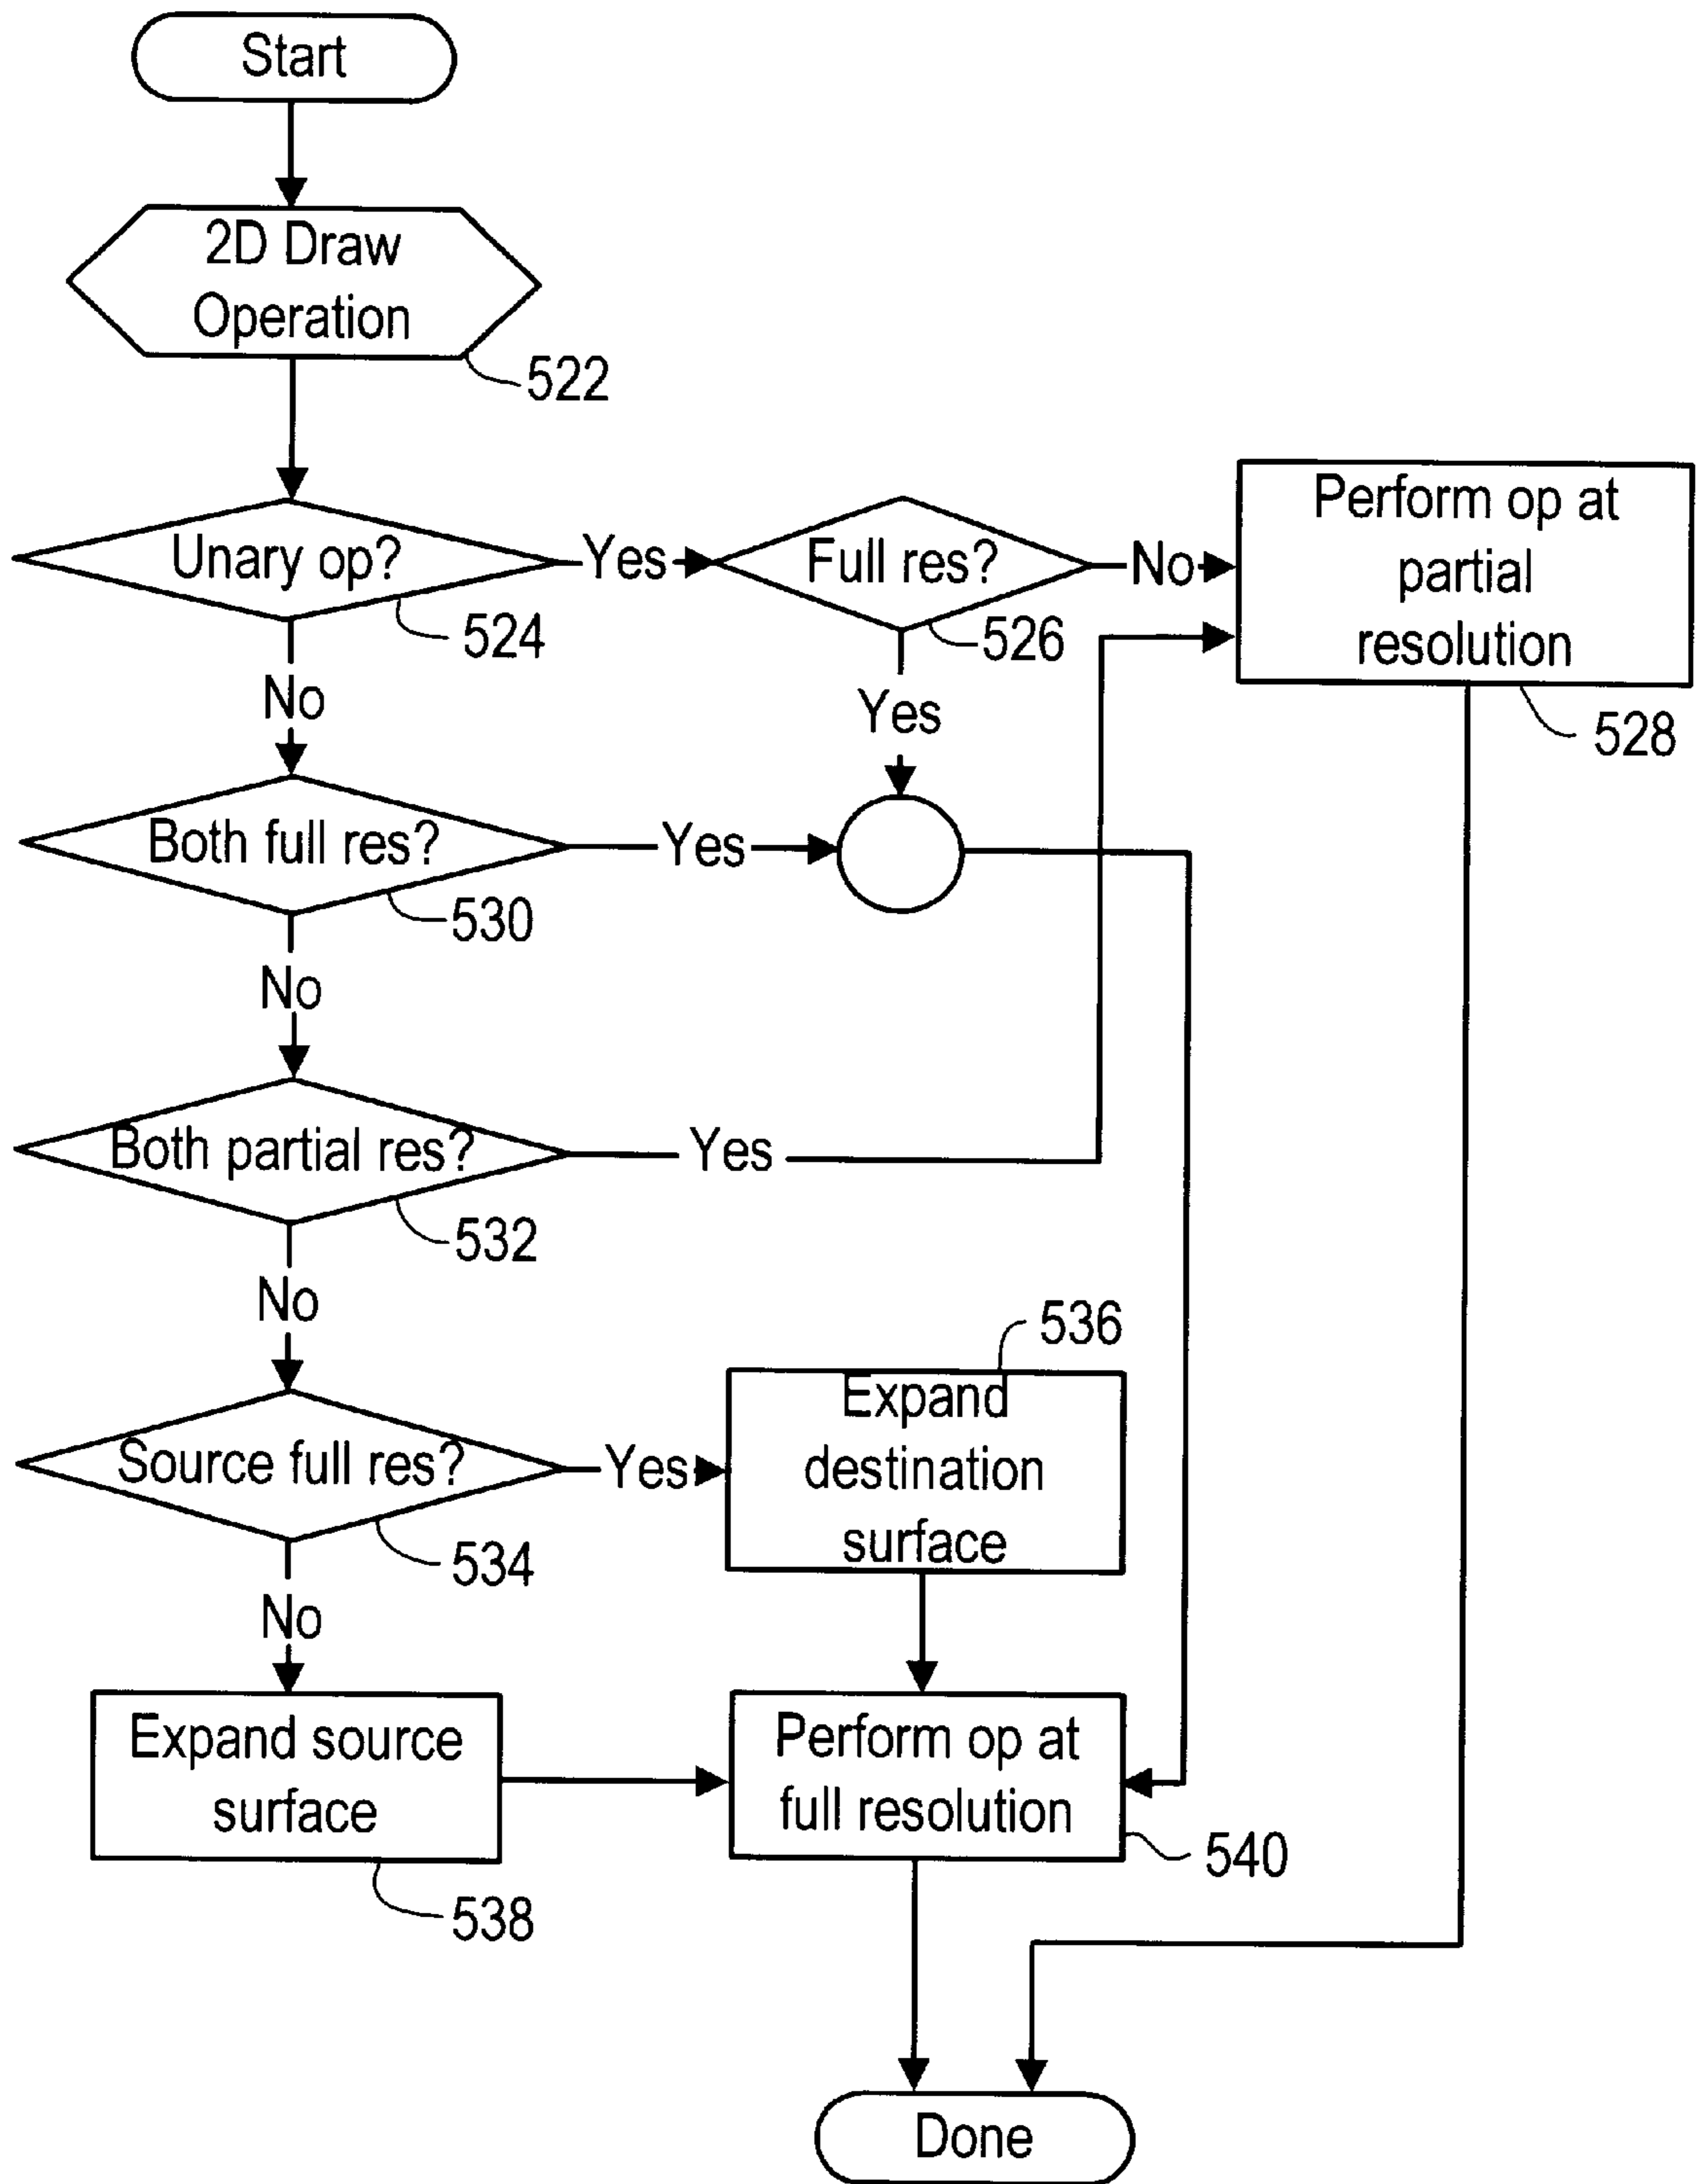 Start
2D Draw
Operation
522
Unary op?
Yes
Full res?
No
Perform op at
partial
resolution
524
526
528
No
Yes
Both full res?
Yes
530
No
Both partial res?
Yes
532
No
536
Expand
destination
surface
Source full res?
Yes
534
No
Expand source
surface
Perform op at
full resolution
540
538
Done